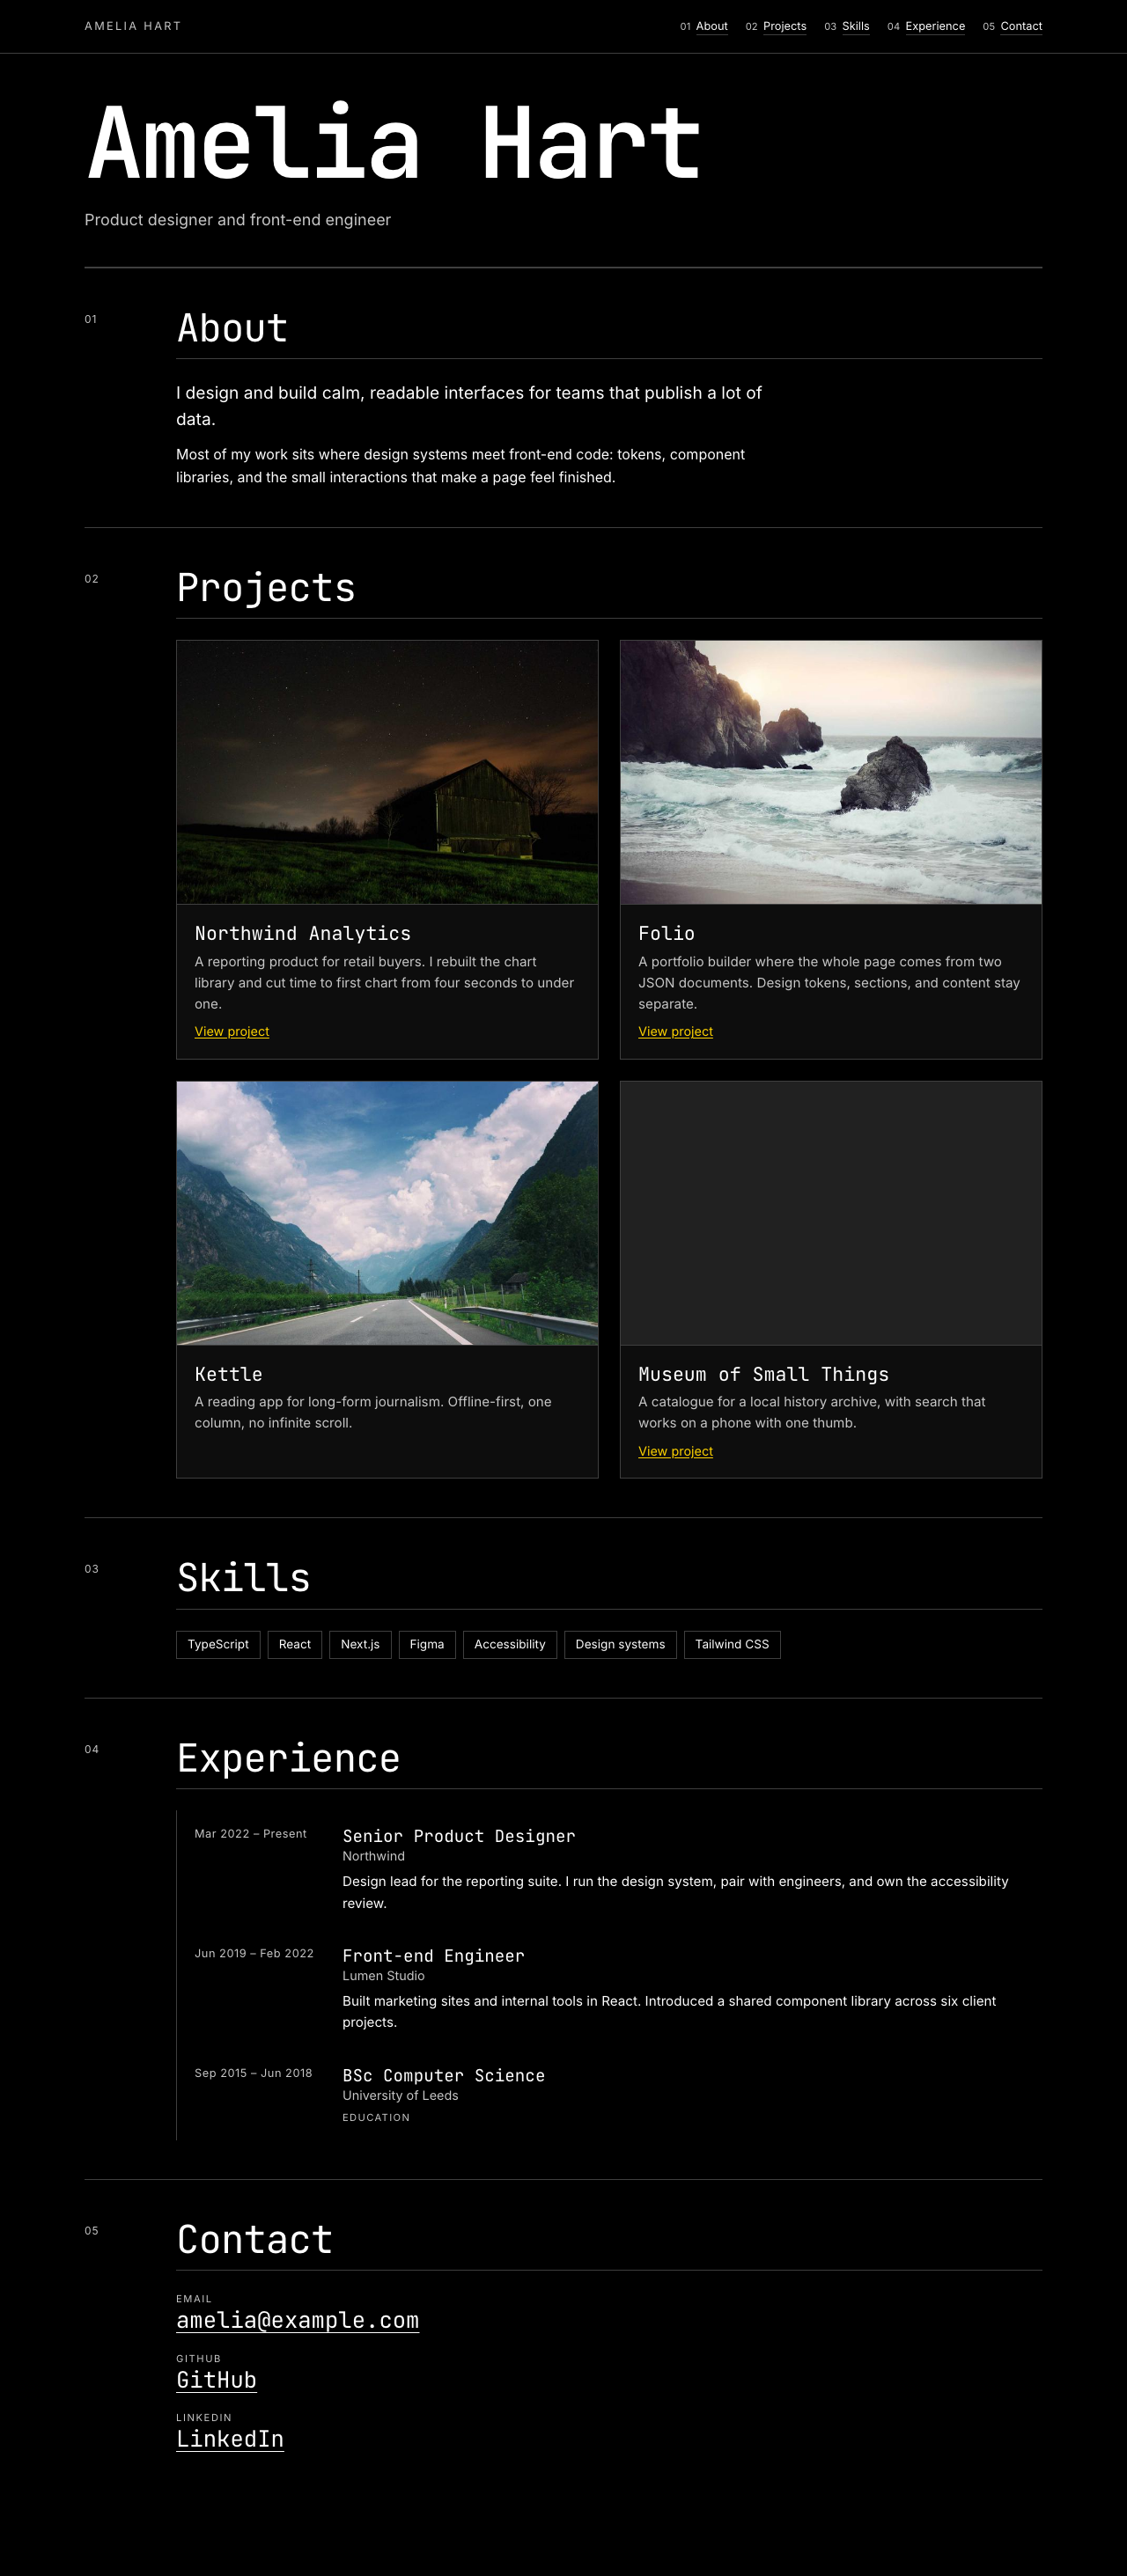 AMELIA HART
01 About 02 Projects 03 Skills 04 Experience 05 Contact
Amelia Hart
Product designer and front-end engineer
01
About
I design and build calm, readable interfaces for teams that publish a lot of
data.
Most of my work sits where design systems meet front-end code: tokens, component
libraries, and the small interactions that make a page feel finished.
02
Projects
Northwind Analytics
A reporting product for retail buyers. I rebuilt the chart
library and cut time to first chart from four seconds to under
one.
View project
Folio
A portfolio builder where the whole page comes from two
JSON documents. Design tokens, sections, and content stay
separate.
View project
Kettle
A reading app for long-form journalism. Offline-first, one
column, no infinite scroll.
Museum of Small Things
A catalogue for a local history archive, with search that
works on a phone with one thumb.
View project
03
Skills
TypeScript React Next.js Figma Accessibility Design systems Tailwind CSS
04
Experience
Mar 2022 – Present
Senior Product Designer
Northwind
Design lead for the reporting suite. I run the design system, pair with engineers, and own the accessibility
review.
Jun 2019 – Feb 2022
Front-end Engineer
Lumen Studio
Built marketing sites and internal tools in React. Introduced a shared component library across six client
projects.
Sep 2015 – Jun 2018
BSc Computer Science
University of Leeds
EDUCATION
05
Contact
EMAIL
amelia@example.com
GITHUB
GitHub
LINKEDIN
LinkedIn